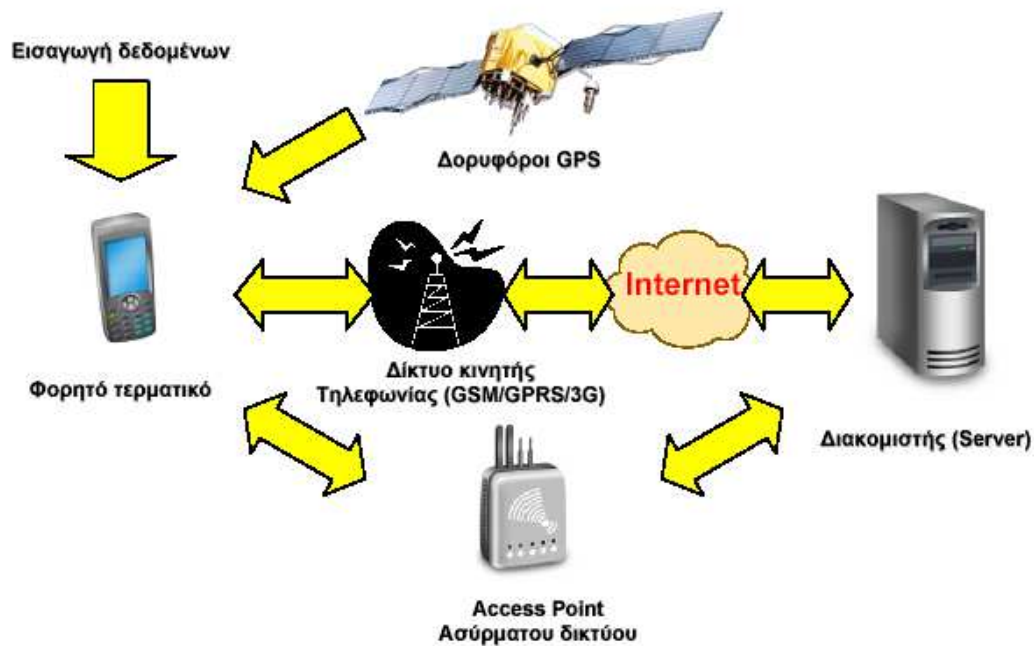 Εισαγωγή δεδομένων
Δορυφόροι GPS
Internet
Φορητό τερματικό
Δίκτυο κινητής
Τηλεφωνίας (GSM/GPRS/3G)
Διακομιστής (Server)
Access Point
Ασύρματου δικτύου